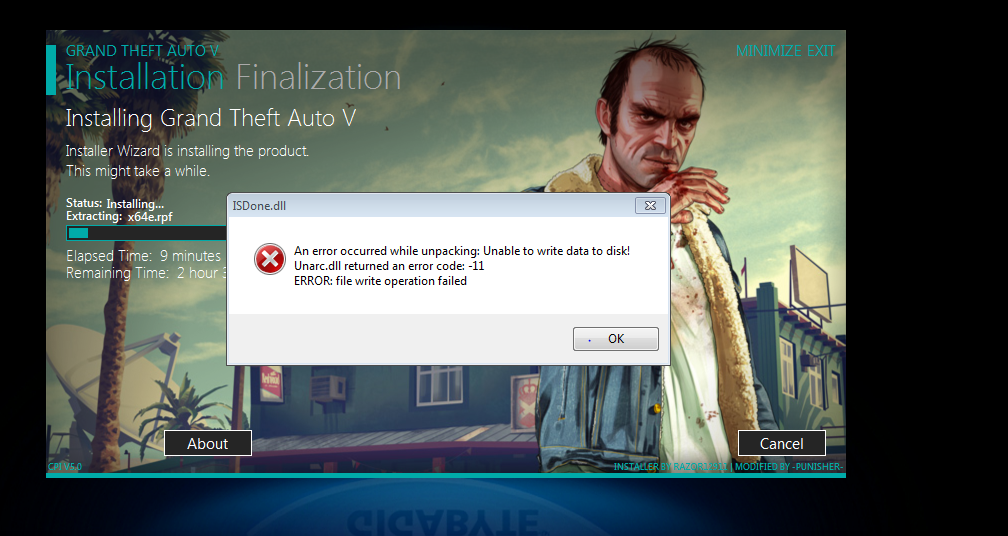 GRAND THEFT AUTO V
MINIMIZE EXIT
Installation Finalization
Installing Grand Theft Auto V
Installer Wizard is installing the product.
This might take a while.
Status: Installing...
Extracting: x64e.rpf
Elapsed Time: 9 minutes
Remaining Time: 2 hour 3
ISDone.dll
An error occurred while unpacking: Unable to write data to disk!
Unarc.dll returned an error code: -11
ERROR: file write operation failed
OK
About
Cancel
CPI V5.0
INSTALLER BY RAZOR1911 | MODIFIED BY -PUNISHER-
GIGABYTE